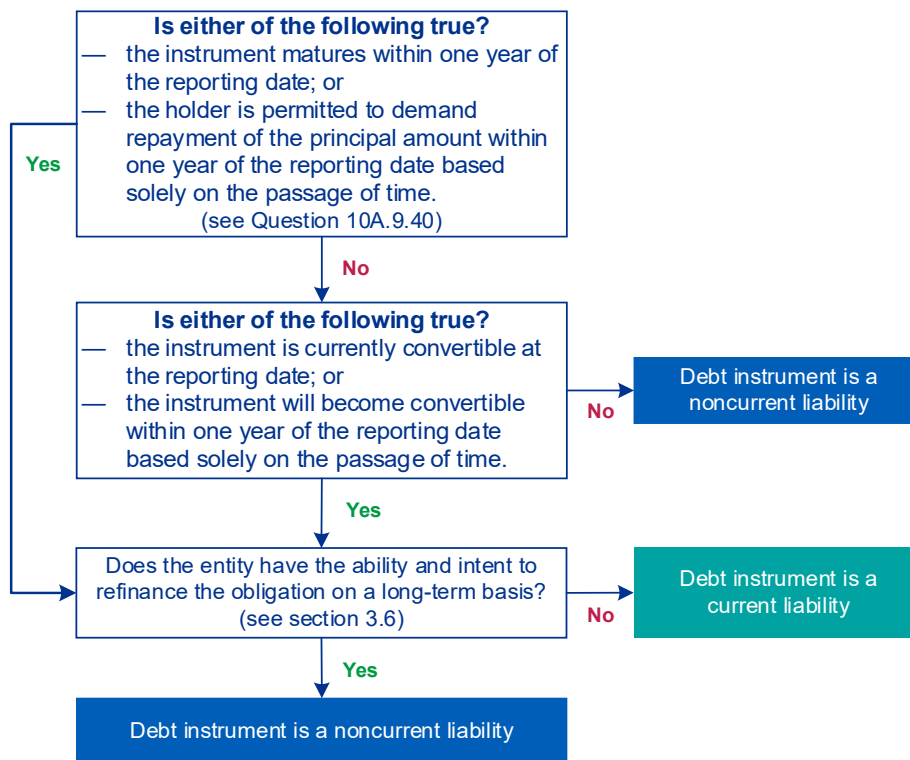 Is either of the following true?
— the instrument matures within one year of
the reporting date; or
— the holder is permitted to demand
repayment of the principal amount within
one year of the reporting date based
solely on the passage of time.
(see Question 10A.9.40)
Yes
No
Is either of the following true?
— the instrument is currently convertible at
the reporting date; or
— the instrument will become convertible
within one year of the reporting date
based solely on the passage of time.
No
Debt instrument is a
noncurrent liability
Yes
Does the entity have the ability and intent to
refinance the obligation on a long-term basis?
(see section 3.6)
No
Debt instrument is a
current liability
Yes
Debt instrument is a noncurrent liability